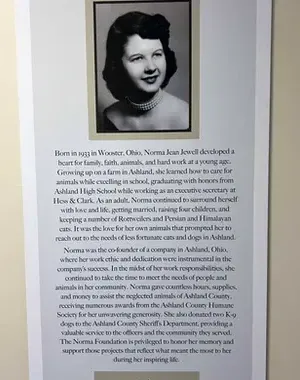 Born in 1933 in Wooster, Ohio, Norma Jean Jewell developed a
heart for family, faith, animals, and hard work at a young age.
Growing up on a farm in Ashland, she learned how to care for
animals while excelling in school, graduating with honors from
Ashland High School while working as an executive secretary at
Hess & Clark. As an adult, Norma continued to surround herself
with love and life, getting married, raising four children, and
keeping a number of Rottweilers and Persian and Himalayan
cats. It was the love for her own animals that prompted her to
reach out to the needs of less fortunate cats and dogs in Ashland.
Norma was the co-founder of a company in Ashland, Ohio,
where her work ethic and dedication were instrumental in the
company's success. In the midst of her work responsibilities, she
continued to take the time to meet the needs of people and
animals in her community. Norma gave countless hours, supplies,
and money to assist the neglected animals of Ashland County,
receiving numerous awards from the Ashland County Humane
Society for her unwavering generosity. She also donated two K-9
dogs to the Ashland County Sheriff's Department, providing a
valuable service to the officers and the community they served.
The Norma Foundation is privileged to honor her memory and
support those projects that reflect what meant the most to her
during her inspiring life.